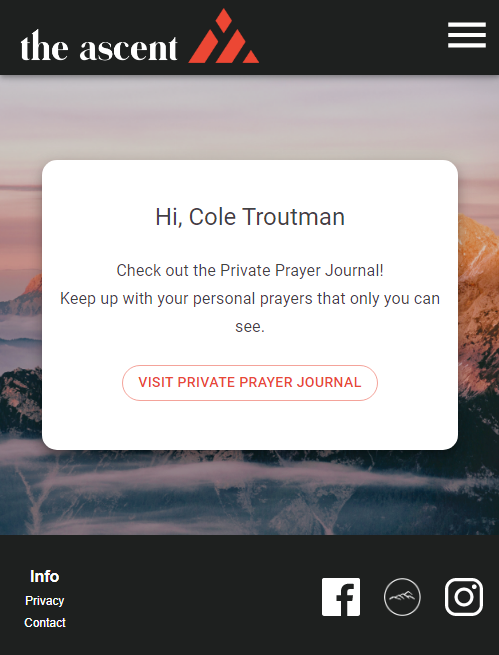 the ascent
Hi, Cole Troutman
Check out the Private Prayer Journal!
Keep up with your personal prayers that only you can
see.
VISIT PRIVATE PRAYER JOURNAL
Info
Privacy
Contact